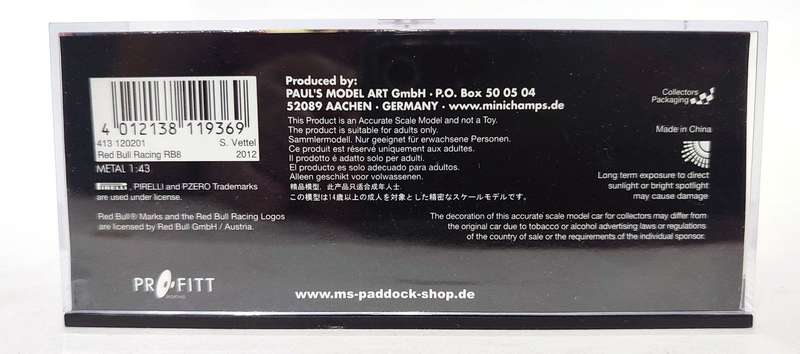 4 012138 119369
413 120201 S. Vettel
Red Bull Racing RB8 2012
METAL 1:43
PIRELLI, PIRELLI and PZERO Trademarks
are used under license.
Red Bull® Marks and the Red Bull Racing Logos
are licensed by Red Bull GmbH / Austria.
PROFITT
Produced by:
PAUL'S MODEL ART GmbH · P.O. Box 50 05 04
52089 AACHEN · GERMANY · www.minichamps.de
This Product is an Accurate Scale Model and not a Toy.
The product is suitable for adults only.
Sammlermodell. Nur geeignet für erwachsene Personen.
Ce produit est réservé uniquement aux adultes.
Il prodotto é adatto solo per adulti.
El producto es solo adecuado para adultos.
Alleen geschikt voor volwassenen.
精品模型，此产品只适合成年人士.
この模型は14歳以上の成人を対象とした精密なスケールモデルです。
Collectors
Packaging
Made in China
Long term exposure to direct
sunlight or bright spotlight
may cause damage
The decoration of this accurate scale model car for collectors may differ from
the original car due to tobacco or alcohol advertising laws or regulations
of the country of sale or the requirements of the individual sponsor.
www.ms-paddock-shop.de